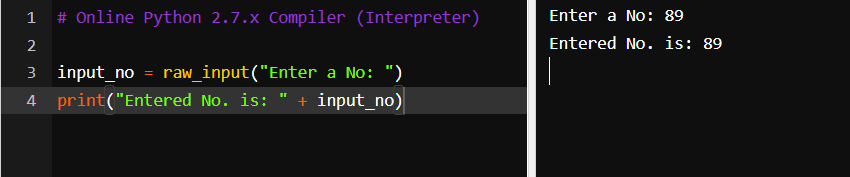 1 # Online Python 2.7.x Compiler (Interpreter)
2
3 input_no = raw_input("Enter a No: ")
4 print("Entered No. is: " + input_no)
Enter a No: 89
Entered No. is: 89